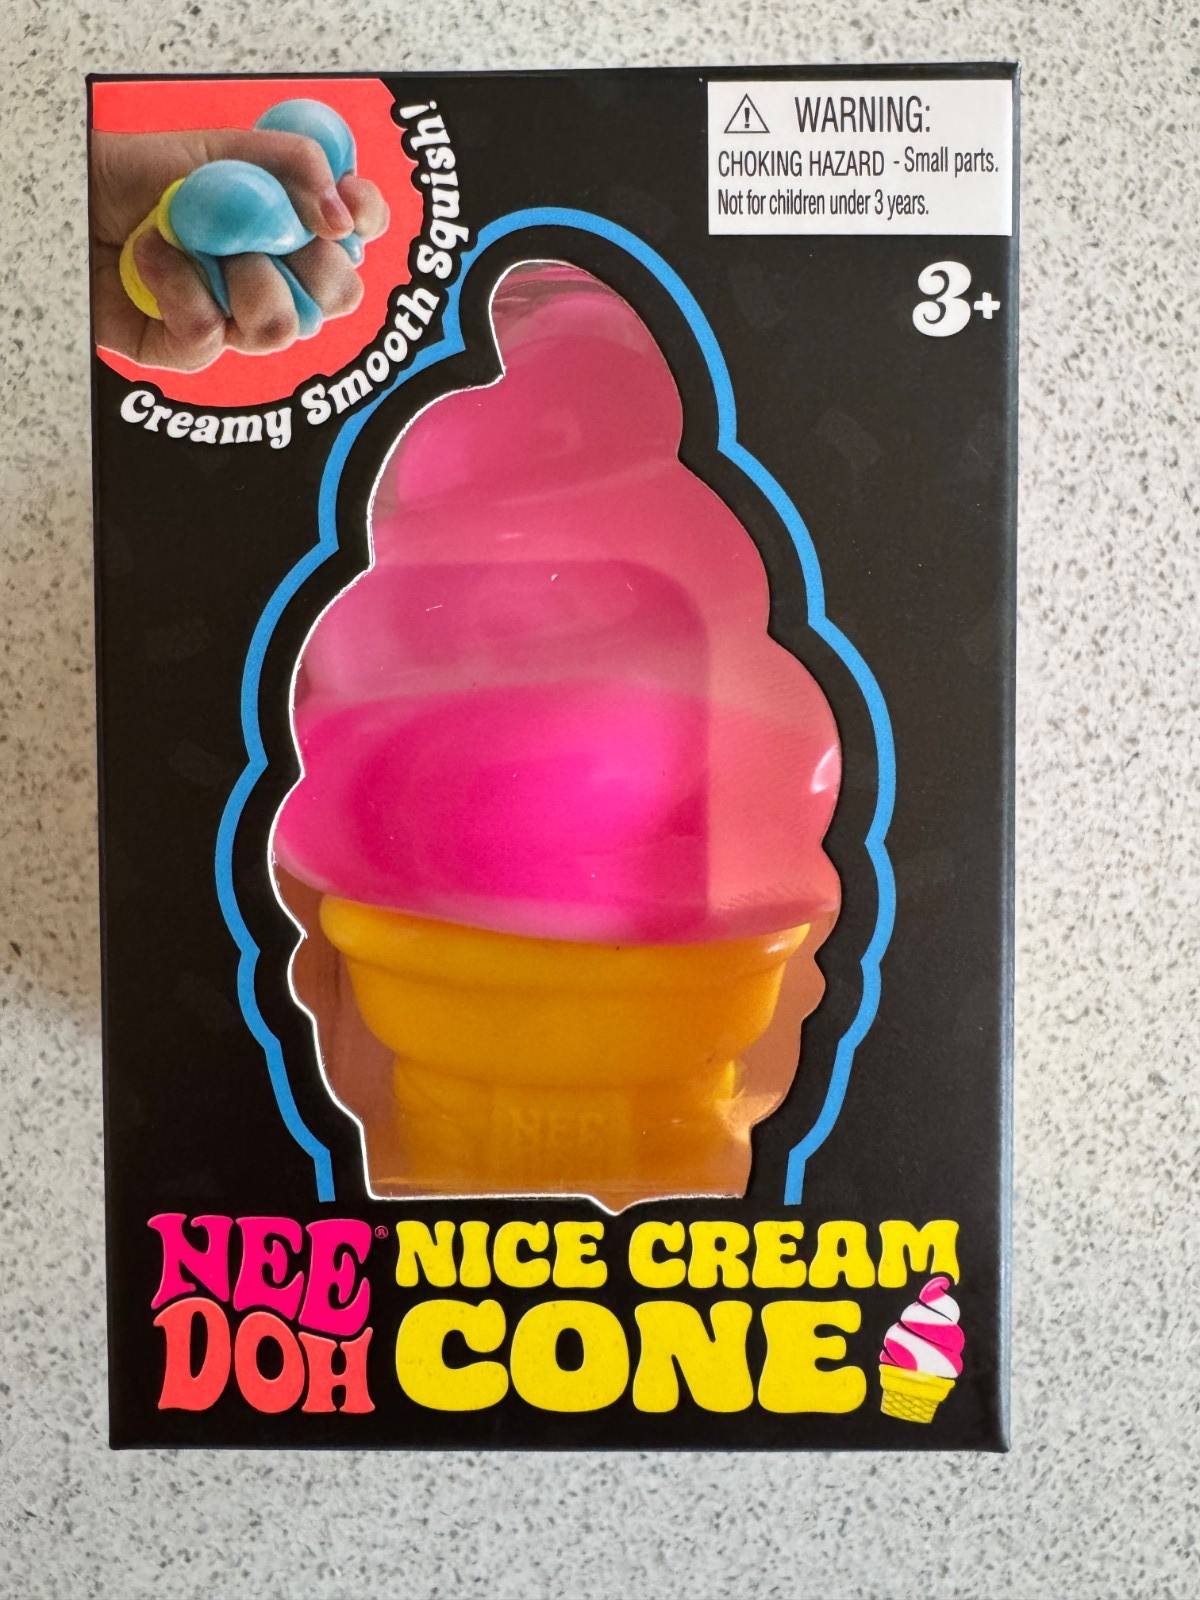 Creamy Smooth Squish!
WARNING:
CHOKING HAZARD - Small parts.
Not for children under 3 years.
3+
NEE®
DOH
NICE CREAM
CONE
NEE